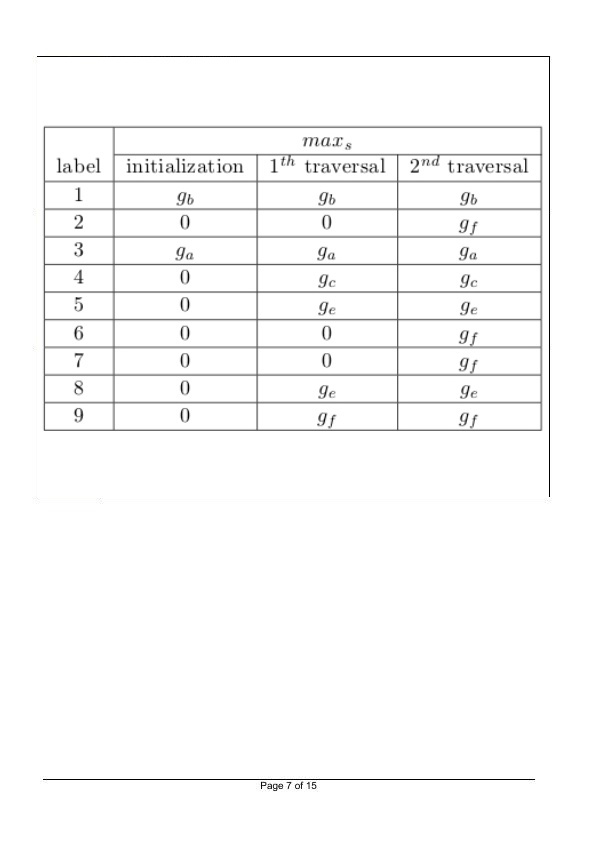 max_s
label initialization 1^th traversal 2^nd traversal
1 g_b g_b g_b
2 0 0 g_f
3 g_a g_a g_a
4 0 g_c g_c
5 0 g_e g_e
6 0 0 g_f
7 0 0 g_f
8 0 g_e g_e
9 0 g_f g_f
Page 7 of 15